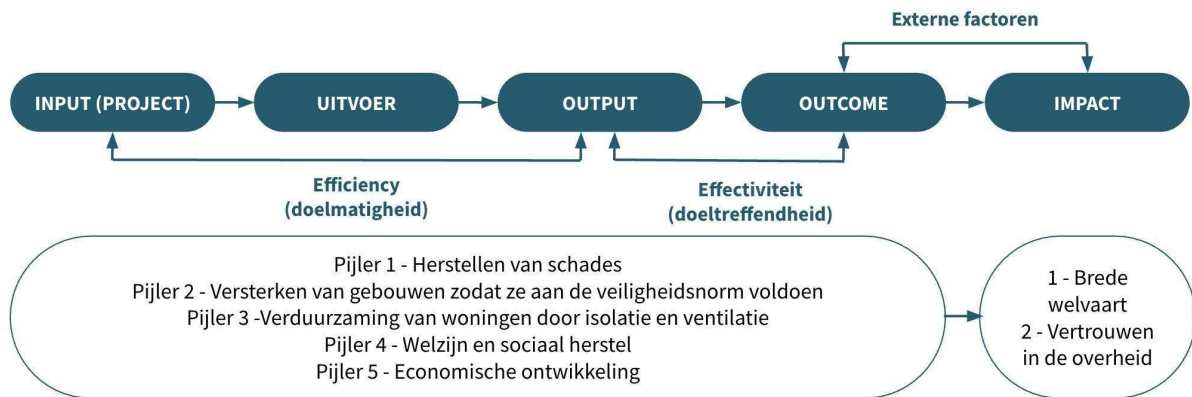 Externe factoren
INPUT (PROJECT)
UITVOER
OUTPUT
OUTCOME
IMPACT
Efficiency
(doelmatigheid)
Effectiviteit
(doeltreffendheid)
Pijler 1 - Herstellen van schades
Pijler 2 - Versterken van gebouwen zodat ze aan de veiligheidsnorm voldoen
Pijler 3 -Verduurzaming van woningen door isolatie en ventilatie
Pijler 4 - Welzijn en sociaal herstel
Pijler 5 - Economische ontwikkeling
1 - Brede
welvaart
2 - Vertrouwen
in de overheid